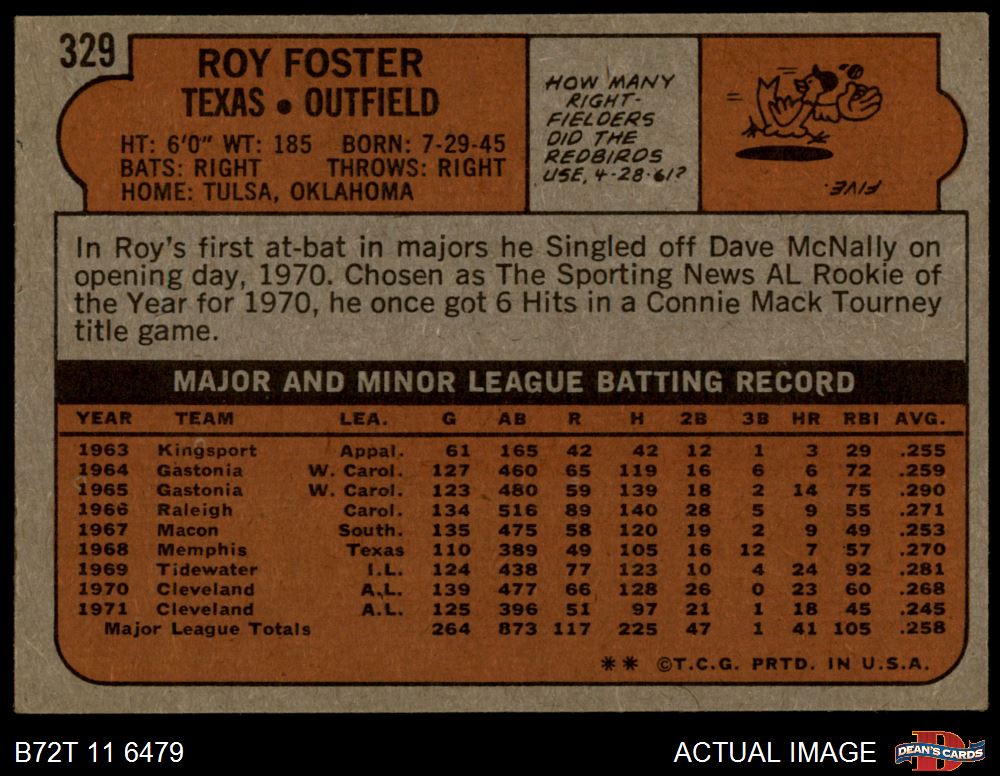 329
ROY FOSTER
TEXAS • OUTFIELD
HT: 6'0" WT: 185 BORN: 7-29-45
BATS: RIGHT THROWS: RIGHT
HOME: TULSA, OKLAHOMA
HOW MANY
RIGHT-
FIELDERS
DID THE
REDBIRDS
USE, 4-28-61?
FIVE.
In Roy's first at-bat in majors he Singled off Dave McNally on
opening day, 1970. Chosen as The Sporting News AL Rookie of
the Year for 1970, he once got 6 Hits in a Connie Mack Tourney
title game.
MAJOR AND MINOR LEAGUE BATTING RECORD
YEAR TEAM LEA. G AB R H 2B 3B HR RBI AVG.
1963 Kingsport Appal. 61 165 42 42 12 1 3 29 .255
1964 Gastonia W. Carol. 127 460 65 119 16 6 6 72 .259
1965 Gastonia W. Carol. 123 480 59 139 18 2 14 75 .290
1966 Raleigh Carol. 134 516 89 140 28 5 9 55 .271
1967 Macon South. 135 475 58 120 19 2 9 49 .253
1968 Memphis Texas 110 389 49 105 16 12 7 57 .270
1969 Tidewater I.L. 124 438 77 123 10 4 24 92 .281
1970 Cleveland A.L. 139 477 66 128 26 0 23 60 .268
1971 Cleveland A.L. 125 396 51 97 21 1 18 45 .245
Major League Totals 264 873 117 225 47 1 41 105 .258
** ©T.C.G. PRTD. IN U.S.A.
B72T 11 6479
ACTUAL IMAGE
D
DEAN'S CARDS